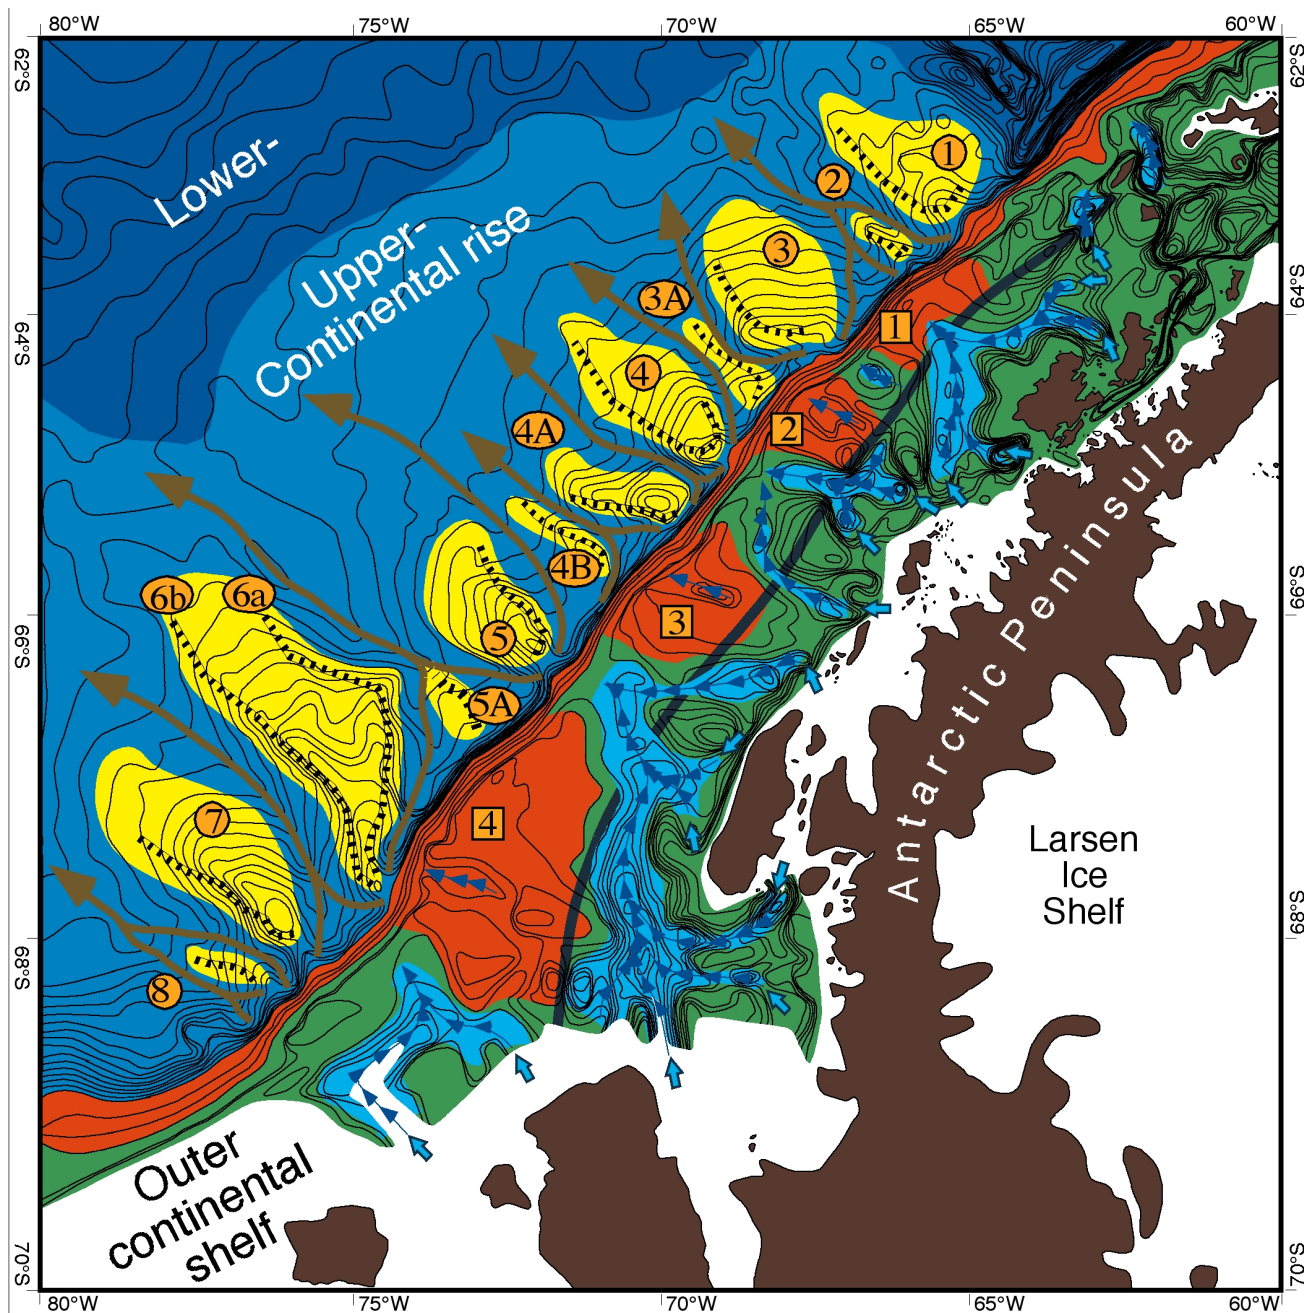 80°W 75°W 70°W 65°W 60°W
62°S 62°S
Lower-
Upper-
Continental rise
1
2
3
3A
64°S
64°S
1
4
2
4A
4B
3
6b 6a
5
66°S
66°S
5A
Antarctic Peninsula
7
4
Larsen
Ice
Shelf
68°S
68°S
8
Outer
continental
shelf
70°S
70°S
80°W 75°W 70°W 65°W 60°W